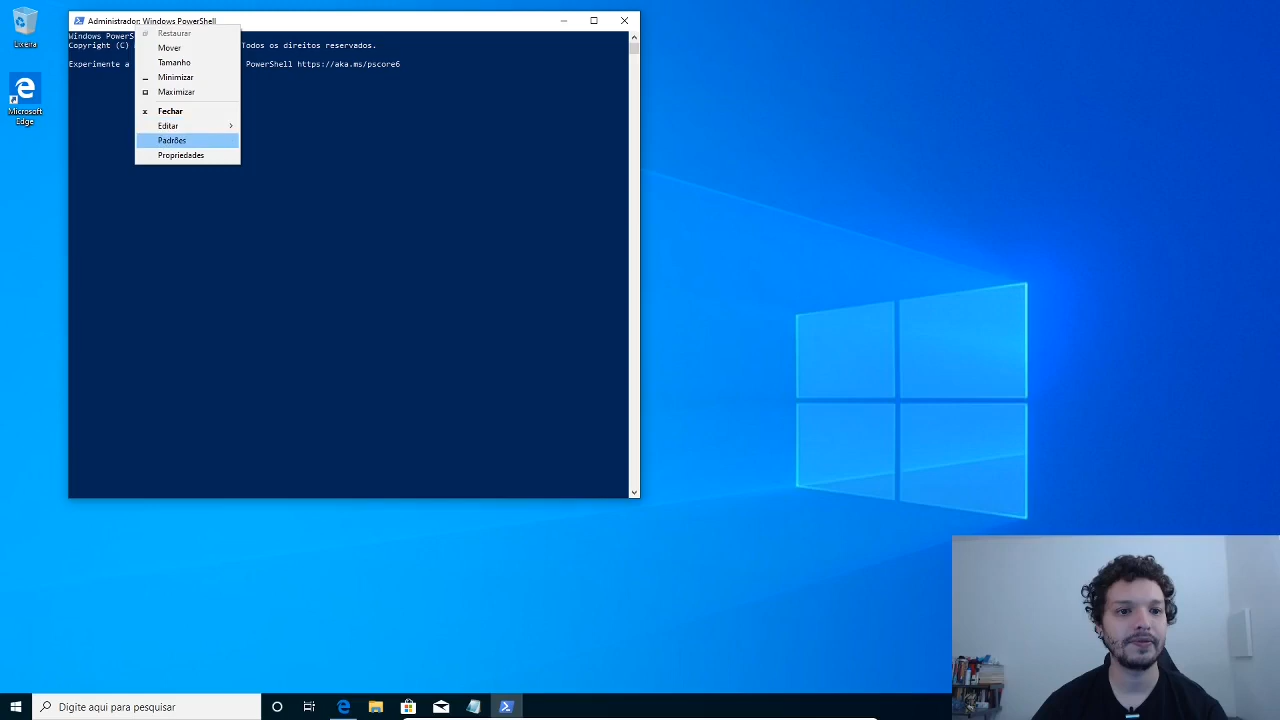 Lixeira
Microsoft
Edge
Administrador: Windows PowerShell
Windows PowerS
Copyright (C)
Todos os direitos reservados.
Experimente a
PowerShell https://aka.ms/pscore6
Restaurar
Mover
Tamanho
Minimizar
Maximizar
Fechar
Editar
Padrões
Propriedades
Digite aqui para pesquisar